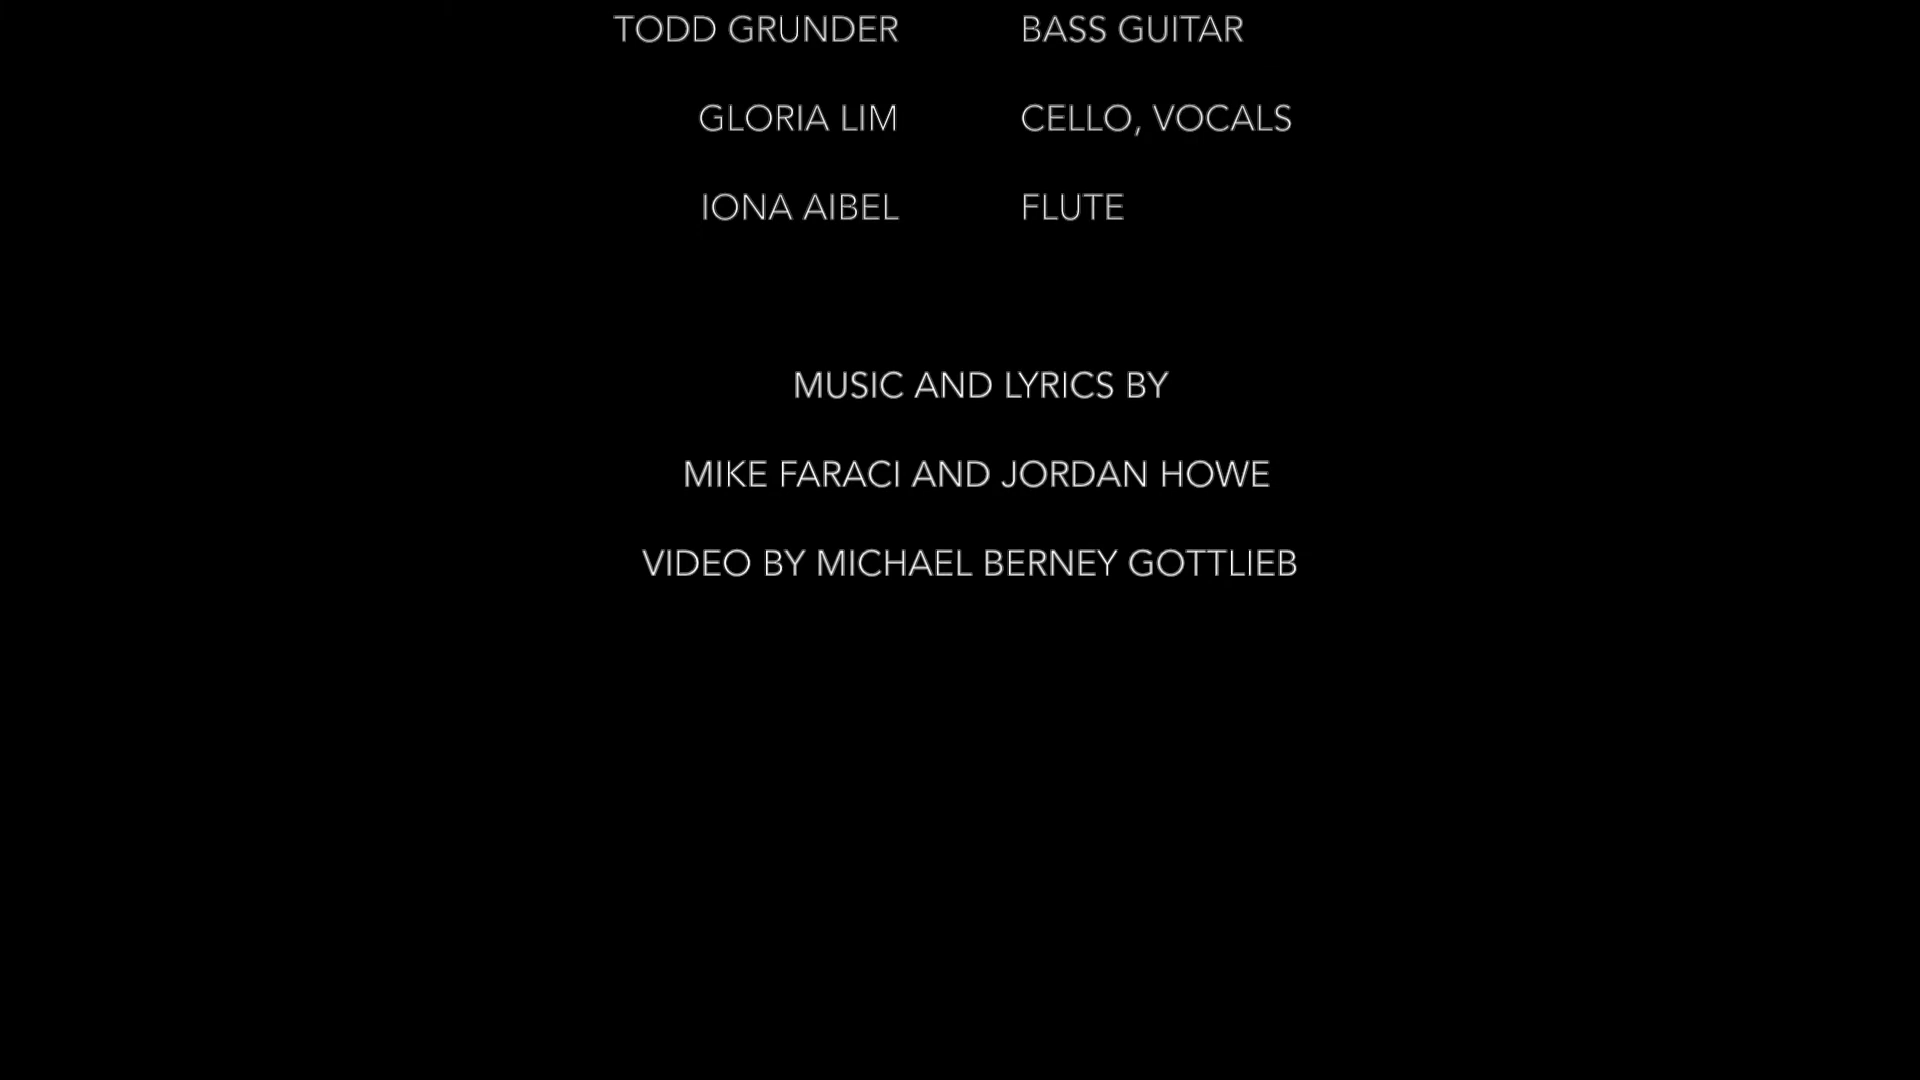 TODD GRUNDER BASS GUITAR
GLORIA LIM CELLO, VOCALS
IONA AIBEL FLUTE
MUSIC AND LYRICS BY
MIKE FARACI AND JORDAN HOWE
VIDEO BY MICHAEL BERNEY GOTTLIEB